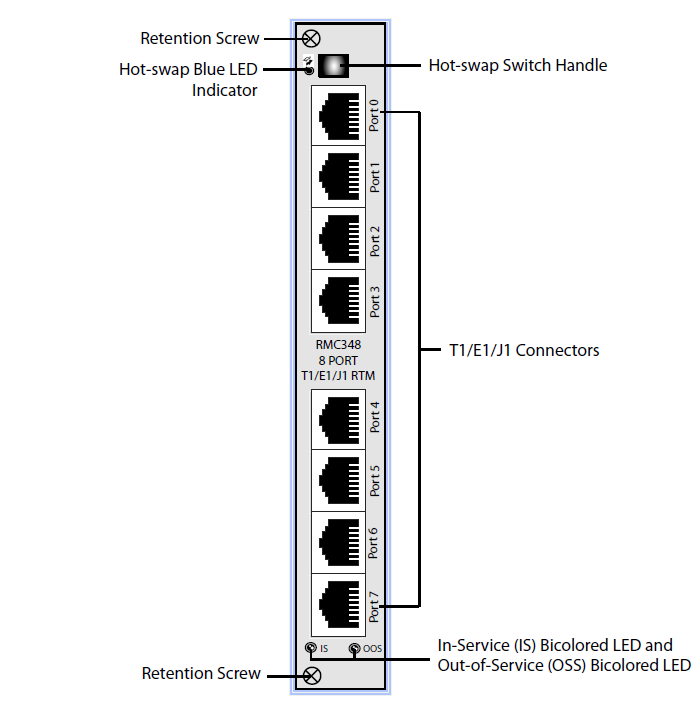 Retention Screw
Hot-swap Blue LED
Indicator
Hot-swap Switch Handle
Port 0
Port 1
Port 2
Port 3
RMC348
8 PORT
T1/E1/J1 RTM
T1/E1/J1 Connectors
Port 4
Port 5
Port 6
Port 7
IS
OOS
In-Service (IS) Bicolored LED and
Out-of-Service (OSS) Bicolored LED
Retention Screw